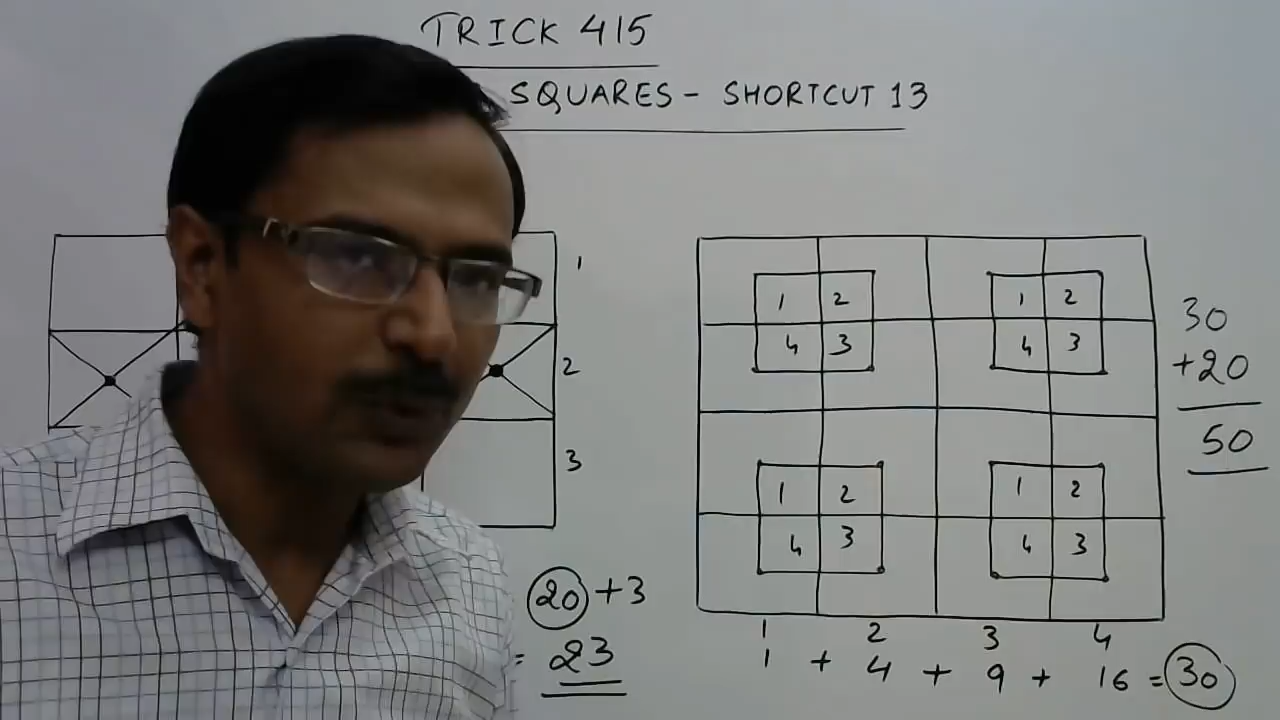 TRICK 415
SQUARES - SHORTCUT 13
1
2
3
20 + 3
= 23
1 2 1 2
4 3 4 3
1 2 1 2
4 3 4 3
1 2 3 4
1 + 4 + 9 + 16 = 30
30
+20
50